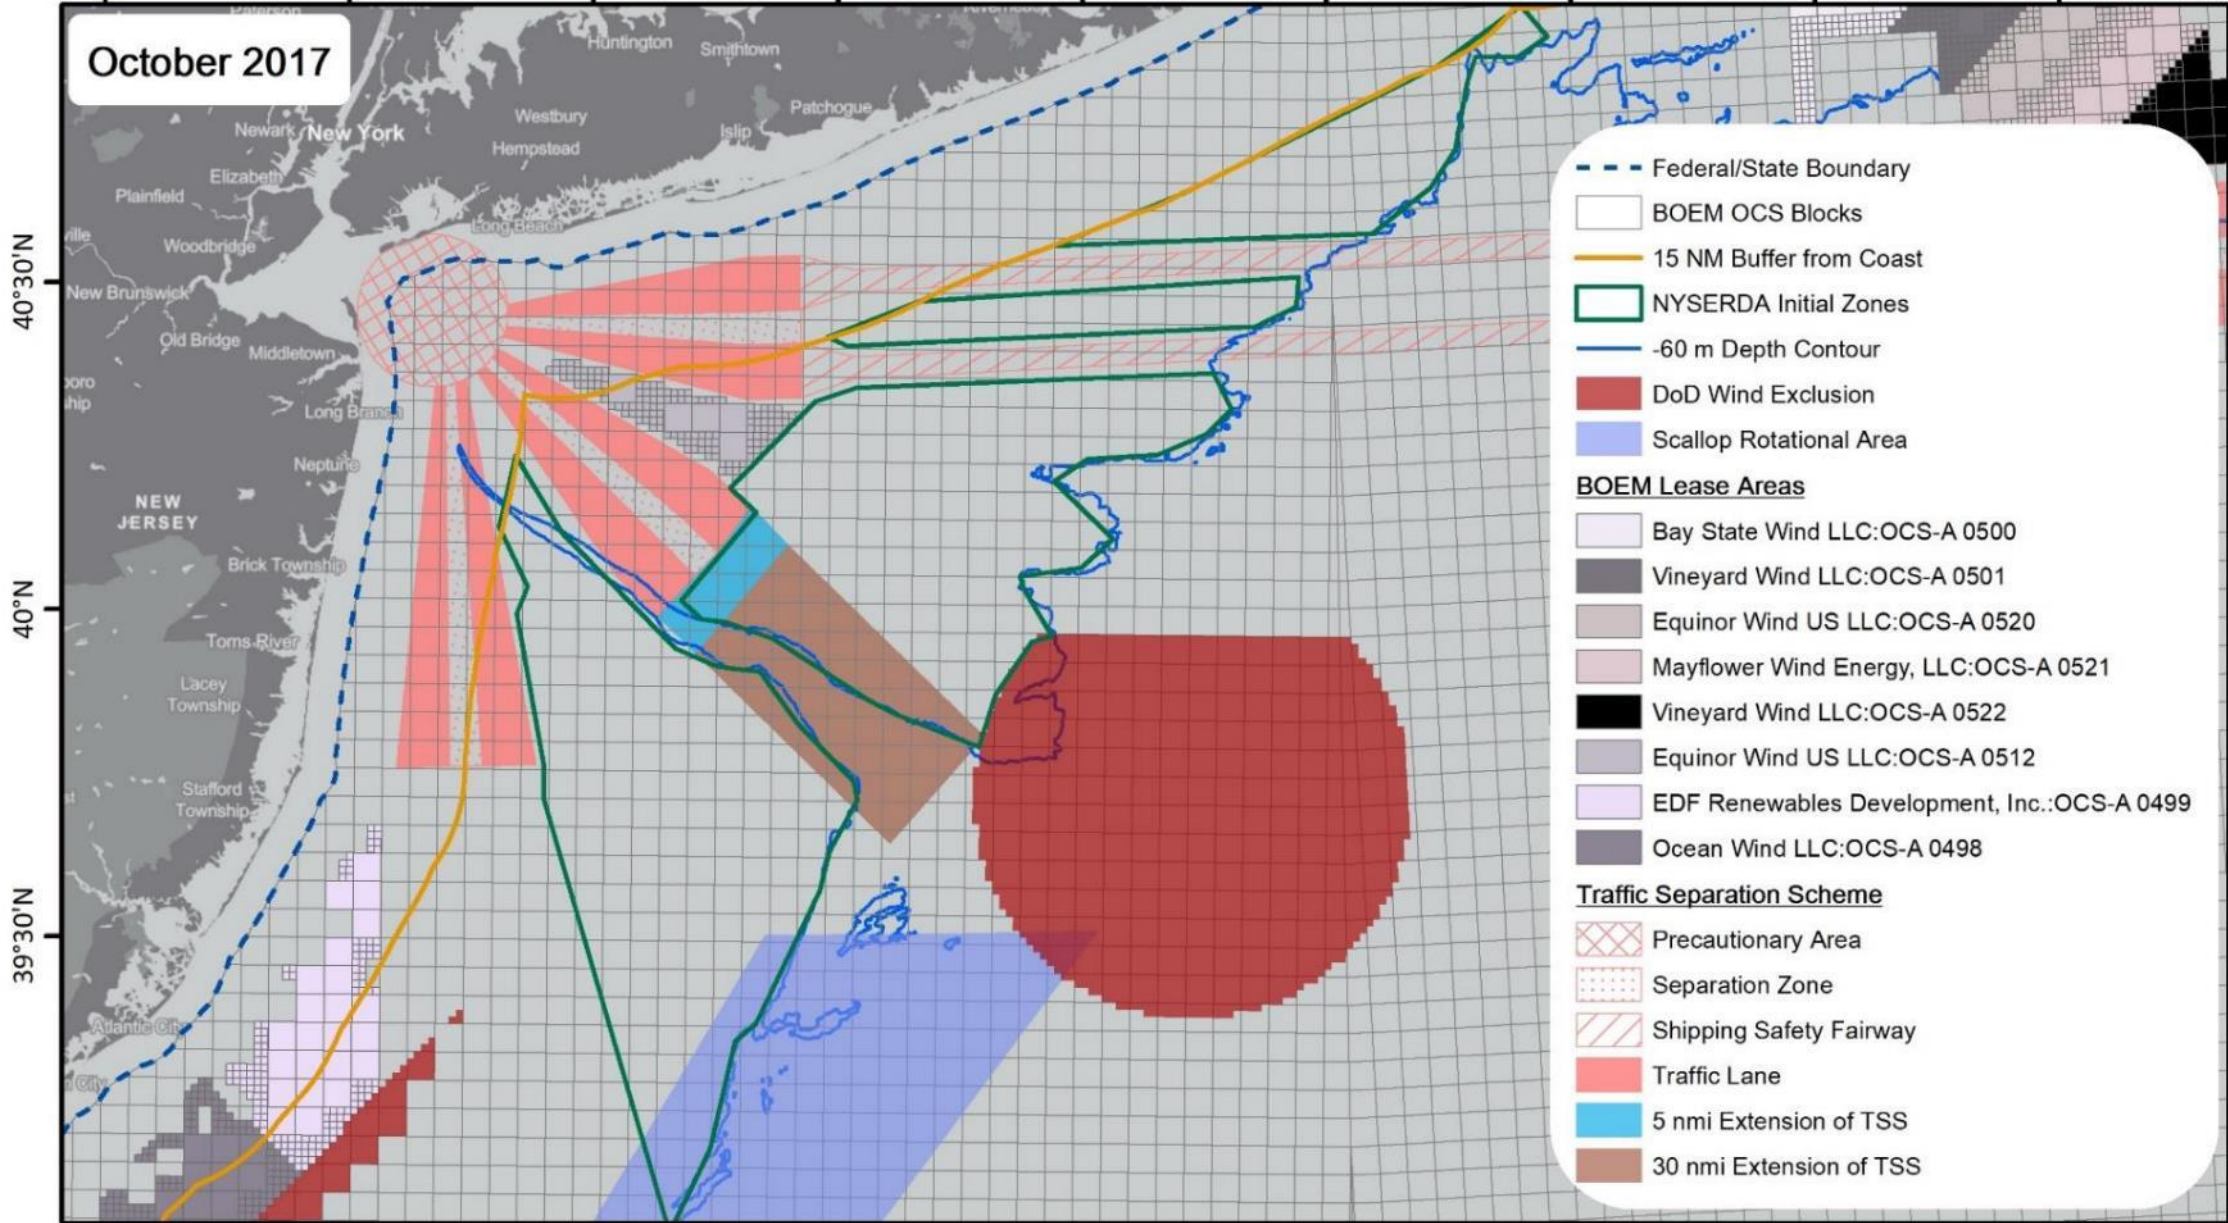 October 2017
Huntington
Smithtown
Patchogue
Westbury
Islip
Newark
New York
Hempstead
Elizabeth
Plainfield
Long Beach
Woodbridge
40°30'N
New Brunswick
Old Bridge
Middletown
Long Branch
Neptune
NEW
JERSEY
Brick Township
40°N
Toms River
Lacey
Township
Stafford
Township
39°30'N
Atlantic City
City
Federal/State Boundary
BOEM OCS Blocks
15 NM Buffer from Coast
NYSERDA Initial Zones
-60 m Depth Contour
DoD Wind Exclusion
Scallop Rotational Area
BOEM Lease Areas
Bay State Wind LLC:OCS-A 0500
Vineyard Wind LLC:OCS-A 0501
Equinor Wind US LLC:OCS-A 0520
Mayflower Wind Energy, LLC:OCS-A 0521
Vineyard Wind LLC:OCS-A 0522
Equinor Wind US LLC:OCS-A 0512
EDF Renewables Development, Inc.:OCS-A 0499
Ocean Wind LLC:OCS-A 0498
Traffic Separation Scheme
Precautionary Area
Separation Zone
Shipping Safety Fairway
Traffic Lane
5 nmi Extension of TSS
30 nmi Extension of TSS